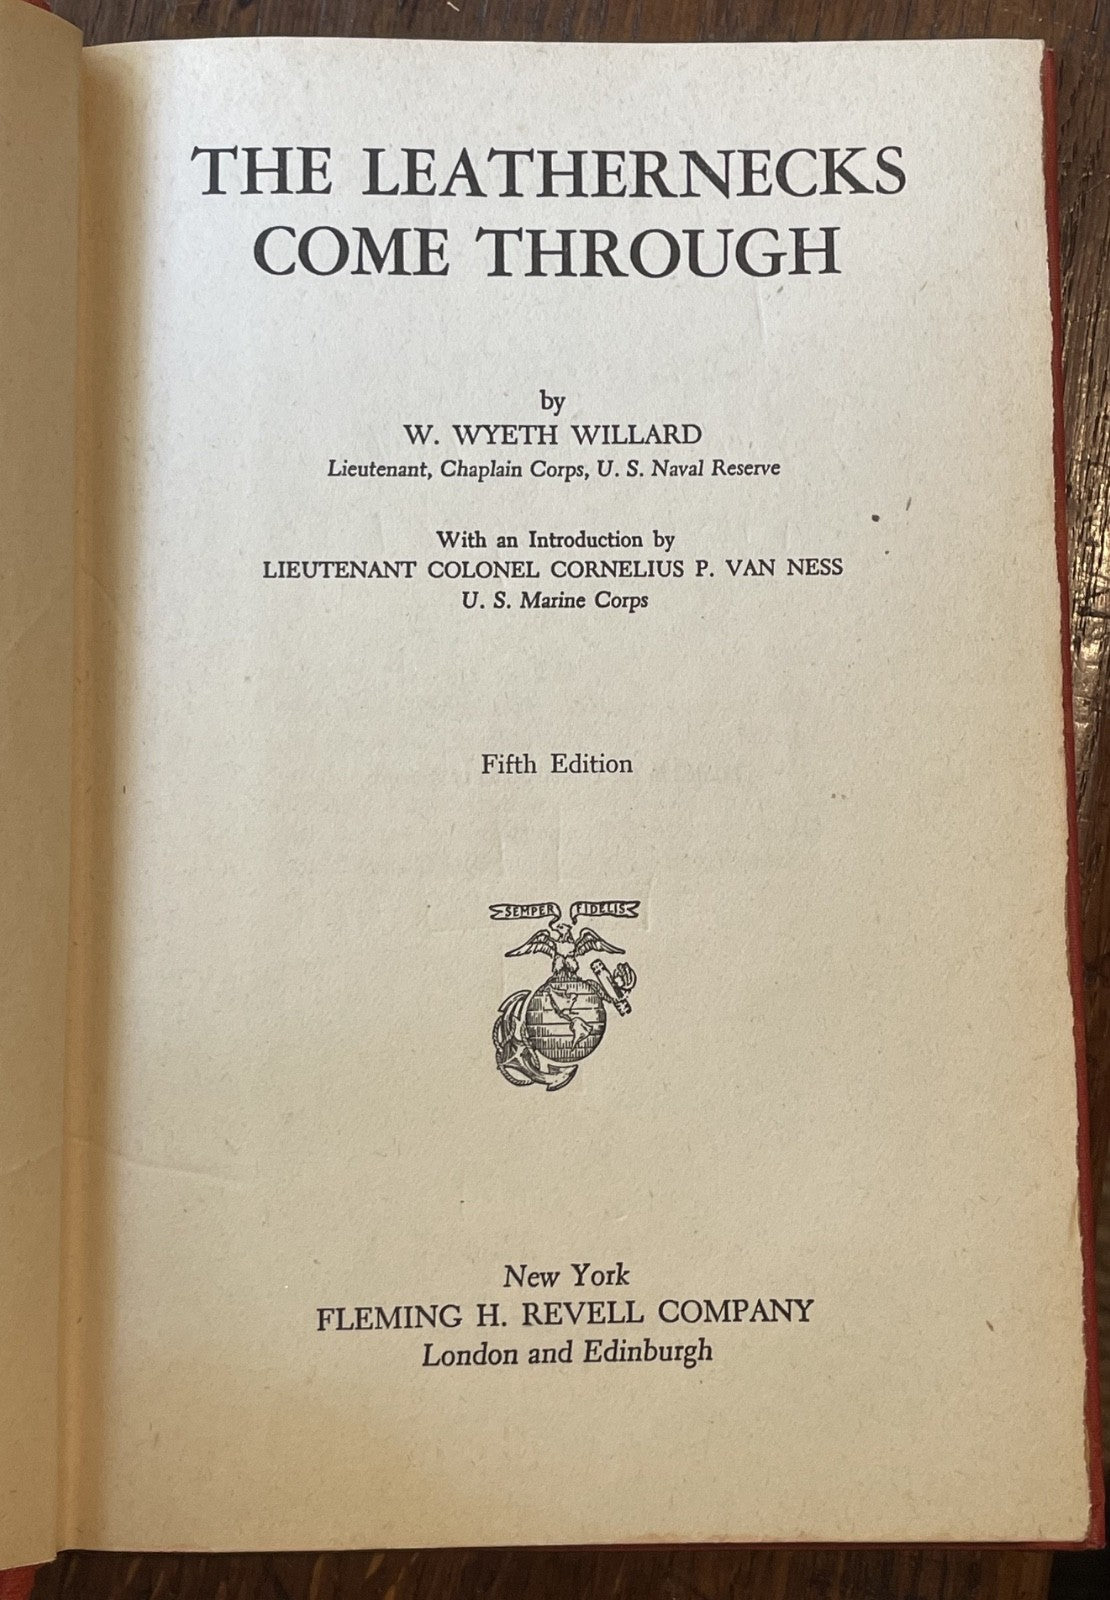 THE LEATHERNECKS
COME THROUGH
by
W. WYETH WILLARD
Lieutenant, Chaplain Corps, U. S. Naval Reserve
With an Introduction by
LIEUTENANT COLONEL CORNELIUS P. VAN NESS
U. S. Marine Corps
Fifth Edition
SEMPER FIDELIS
New York
FLEMING H. REVELL COMPANY
London and Edinburgh